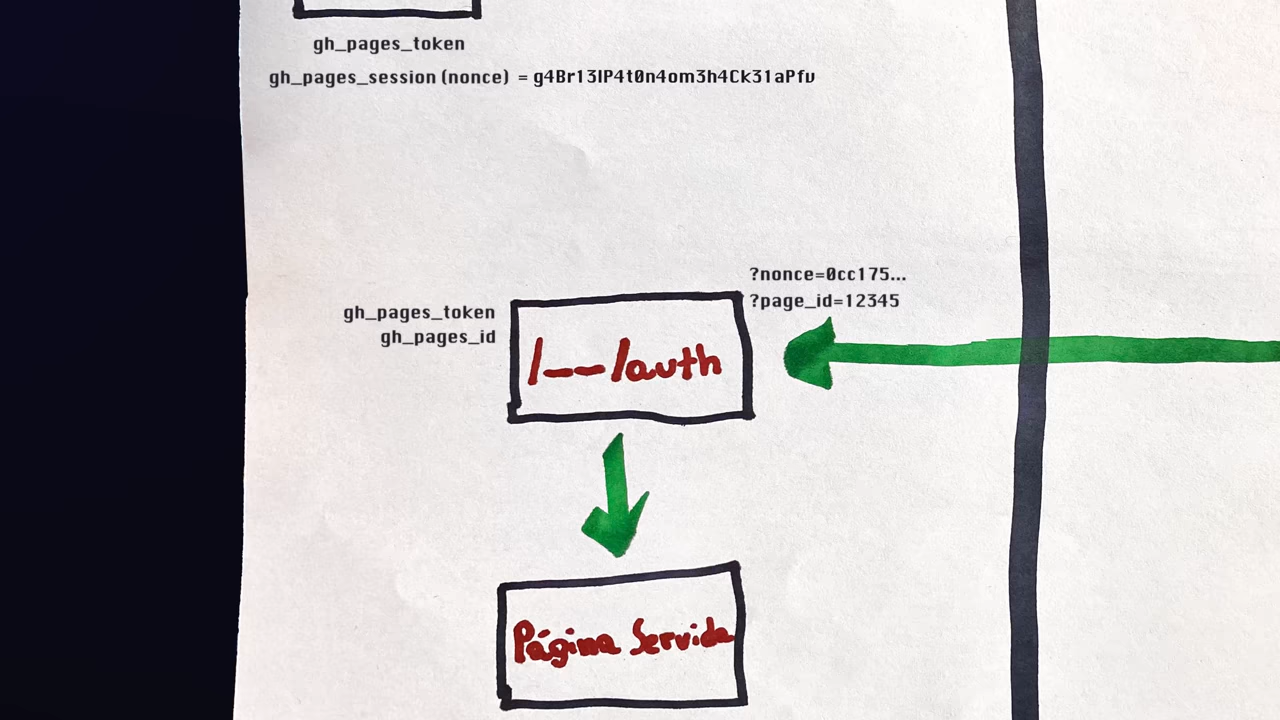 gh_pages_token
gh_pages_session (nonce) = g4Br13lP4t0n4om3h4Ck31aPfv
?nonce=0cc175...
?page_id=12345
gh_pages_token
gh_pages_id
/__/auth
Página Servida